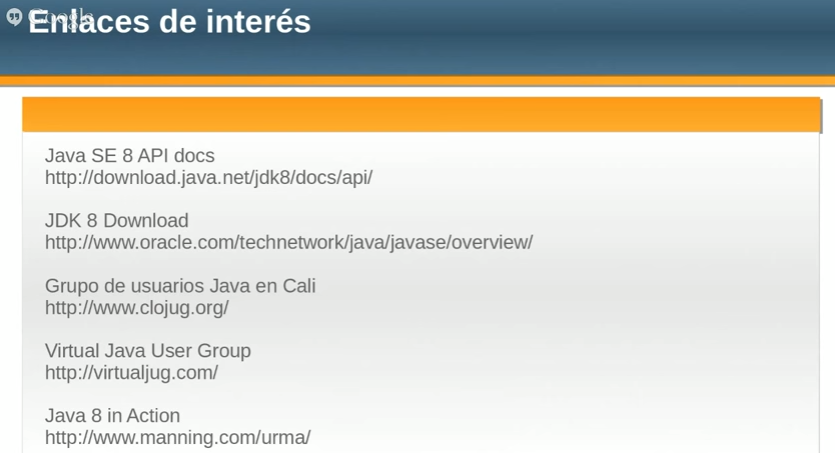 Google
Enlaces de interés
Java SE 8 API docs
http://download.java.net/jdk8/docs/api/
JDK 8 Download
http://www.oracle.com/technetwork/java/javase/overview/
Grupo de usuarios Java en Cali
http://www.clojug.org/
Virtual Java User Group
http://virtualjug.com/
Java 8 in Action
http://www.manning.com/urma/